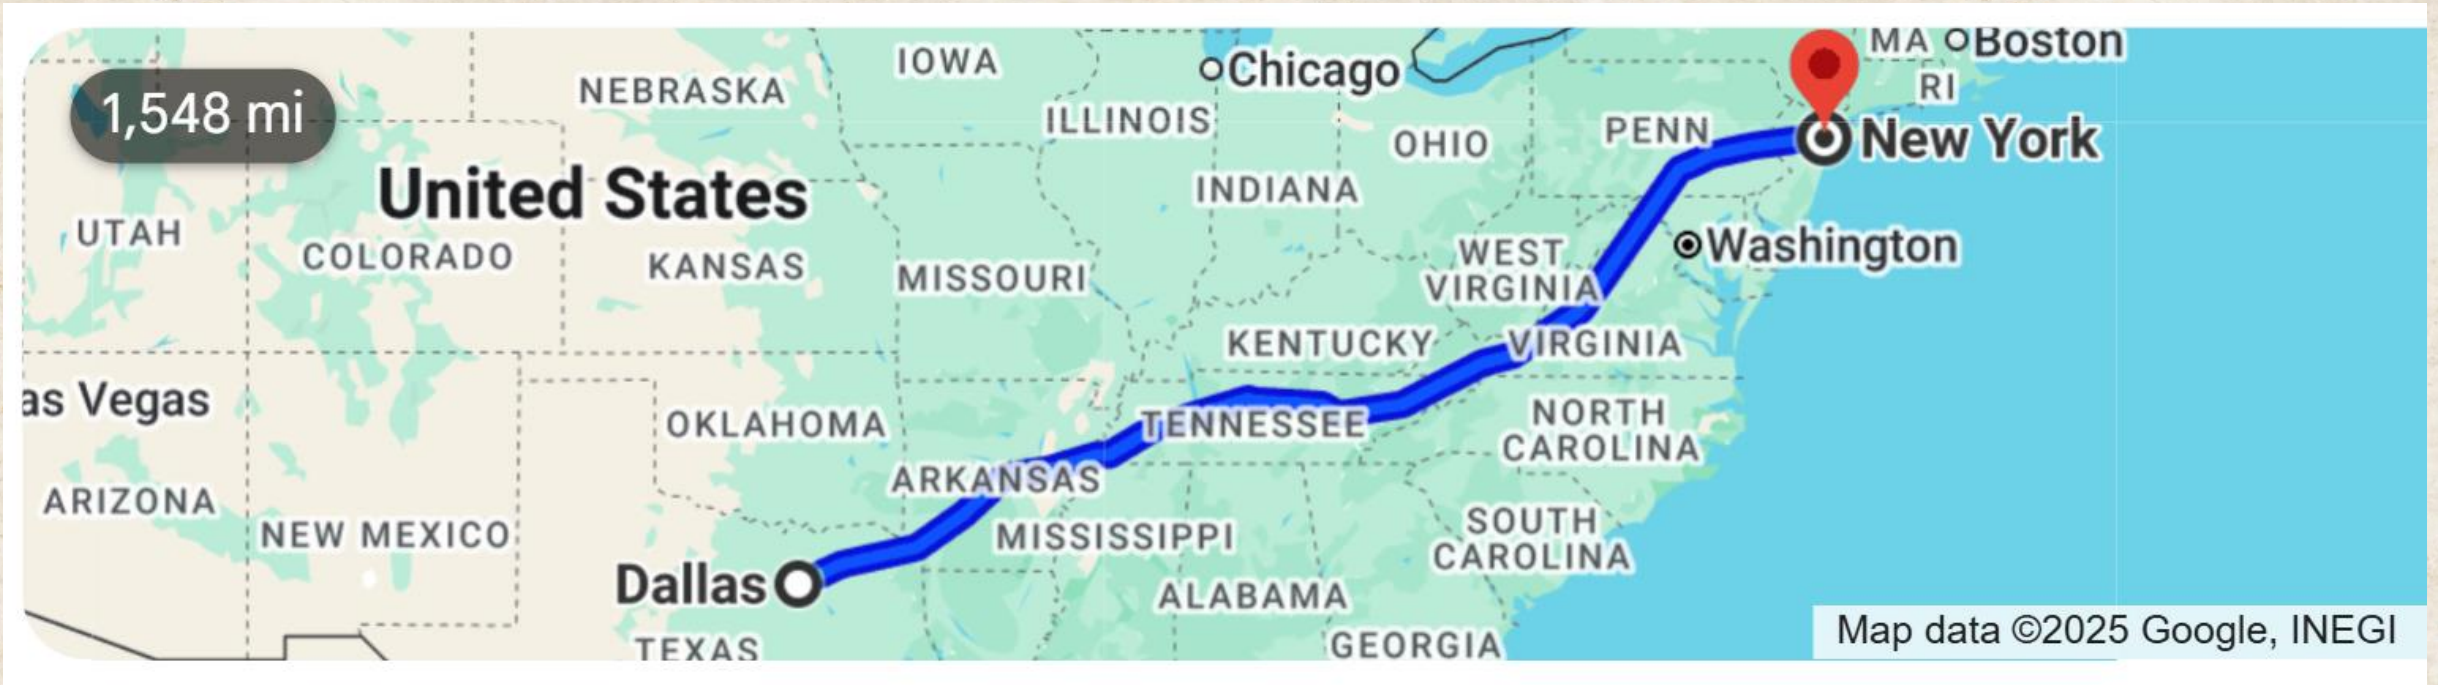 MA
Boston
IOWA
Chicago
NEBRASKA
RI
1,548 mi
ILLINOIS
PENN
New York
OHIO
United States
INDIANA
UTAH
COLORADO
KANSAS
MISSOURI
WEST
VIRGINIA
Washington
KENTUCKY
VIRGINIA
as Vegas
OKLAHOMA
TENNESSEE
NORTH
CAROLINA
ARKANSAS
ARIZONA
NEW MEXICO
MISSISSIPPI
SOUTH
CAROLINA
Dallas
ALABAMA
TEXAS
GEORGIA
Map data ©2025 Google, INEGI